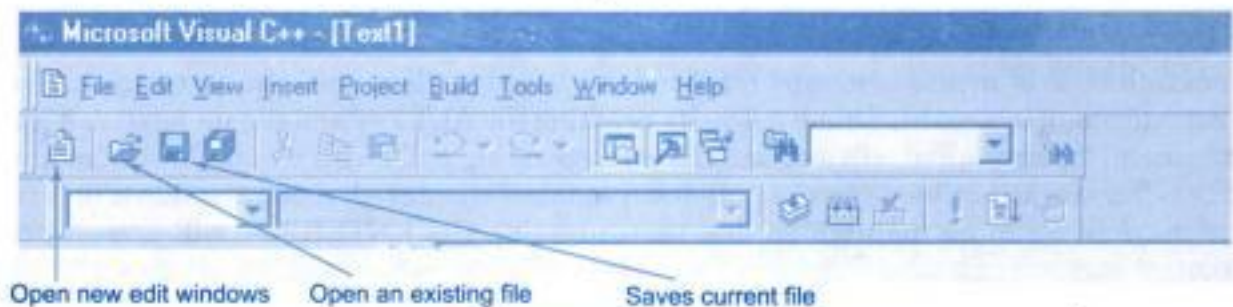 Microsoft Visual C++ - [Text1]
File Edit View Insert Project Build Tools Window Help
Open new edit windows Open an existing file Saves current file